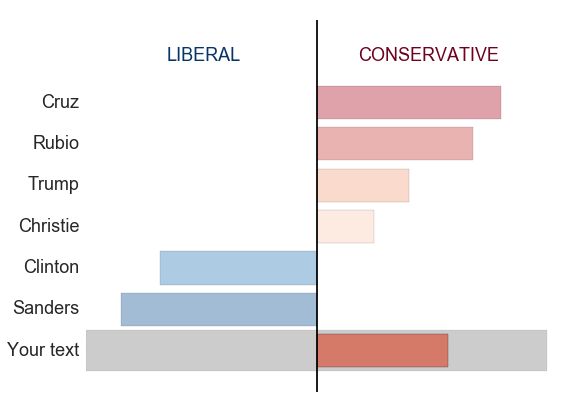 LIBERAL CONSERVATIVE
Cruz
Rubio
Trump
Christie
Clinton
Sanders
Your text